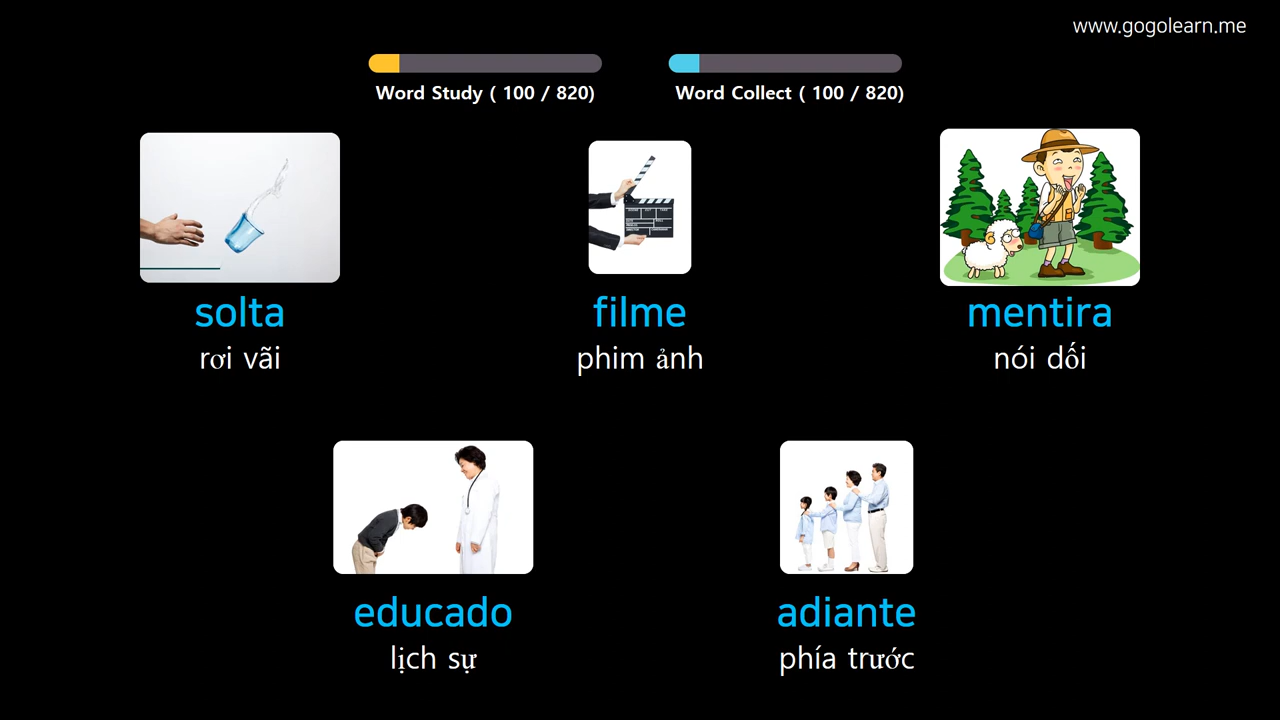 www.gogolearn.me
Word Study ( 100 / 820)
Word Collect ( 100 / 820)
solta
rơi vãi
filme
phim ảnh
mentira
nói dối
educado
lịch sự
adiante
phía trước